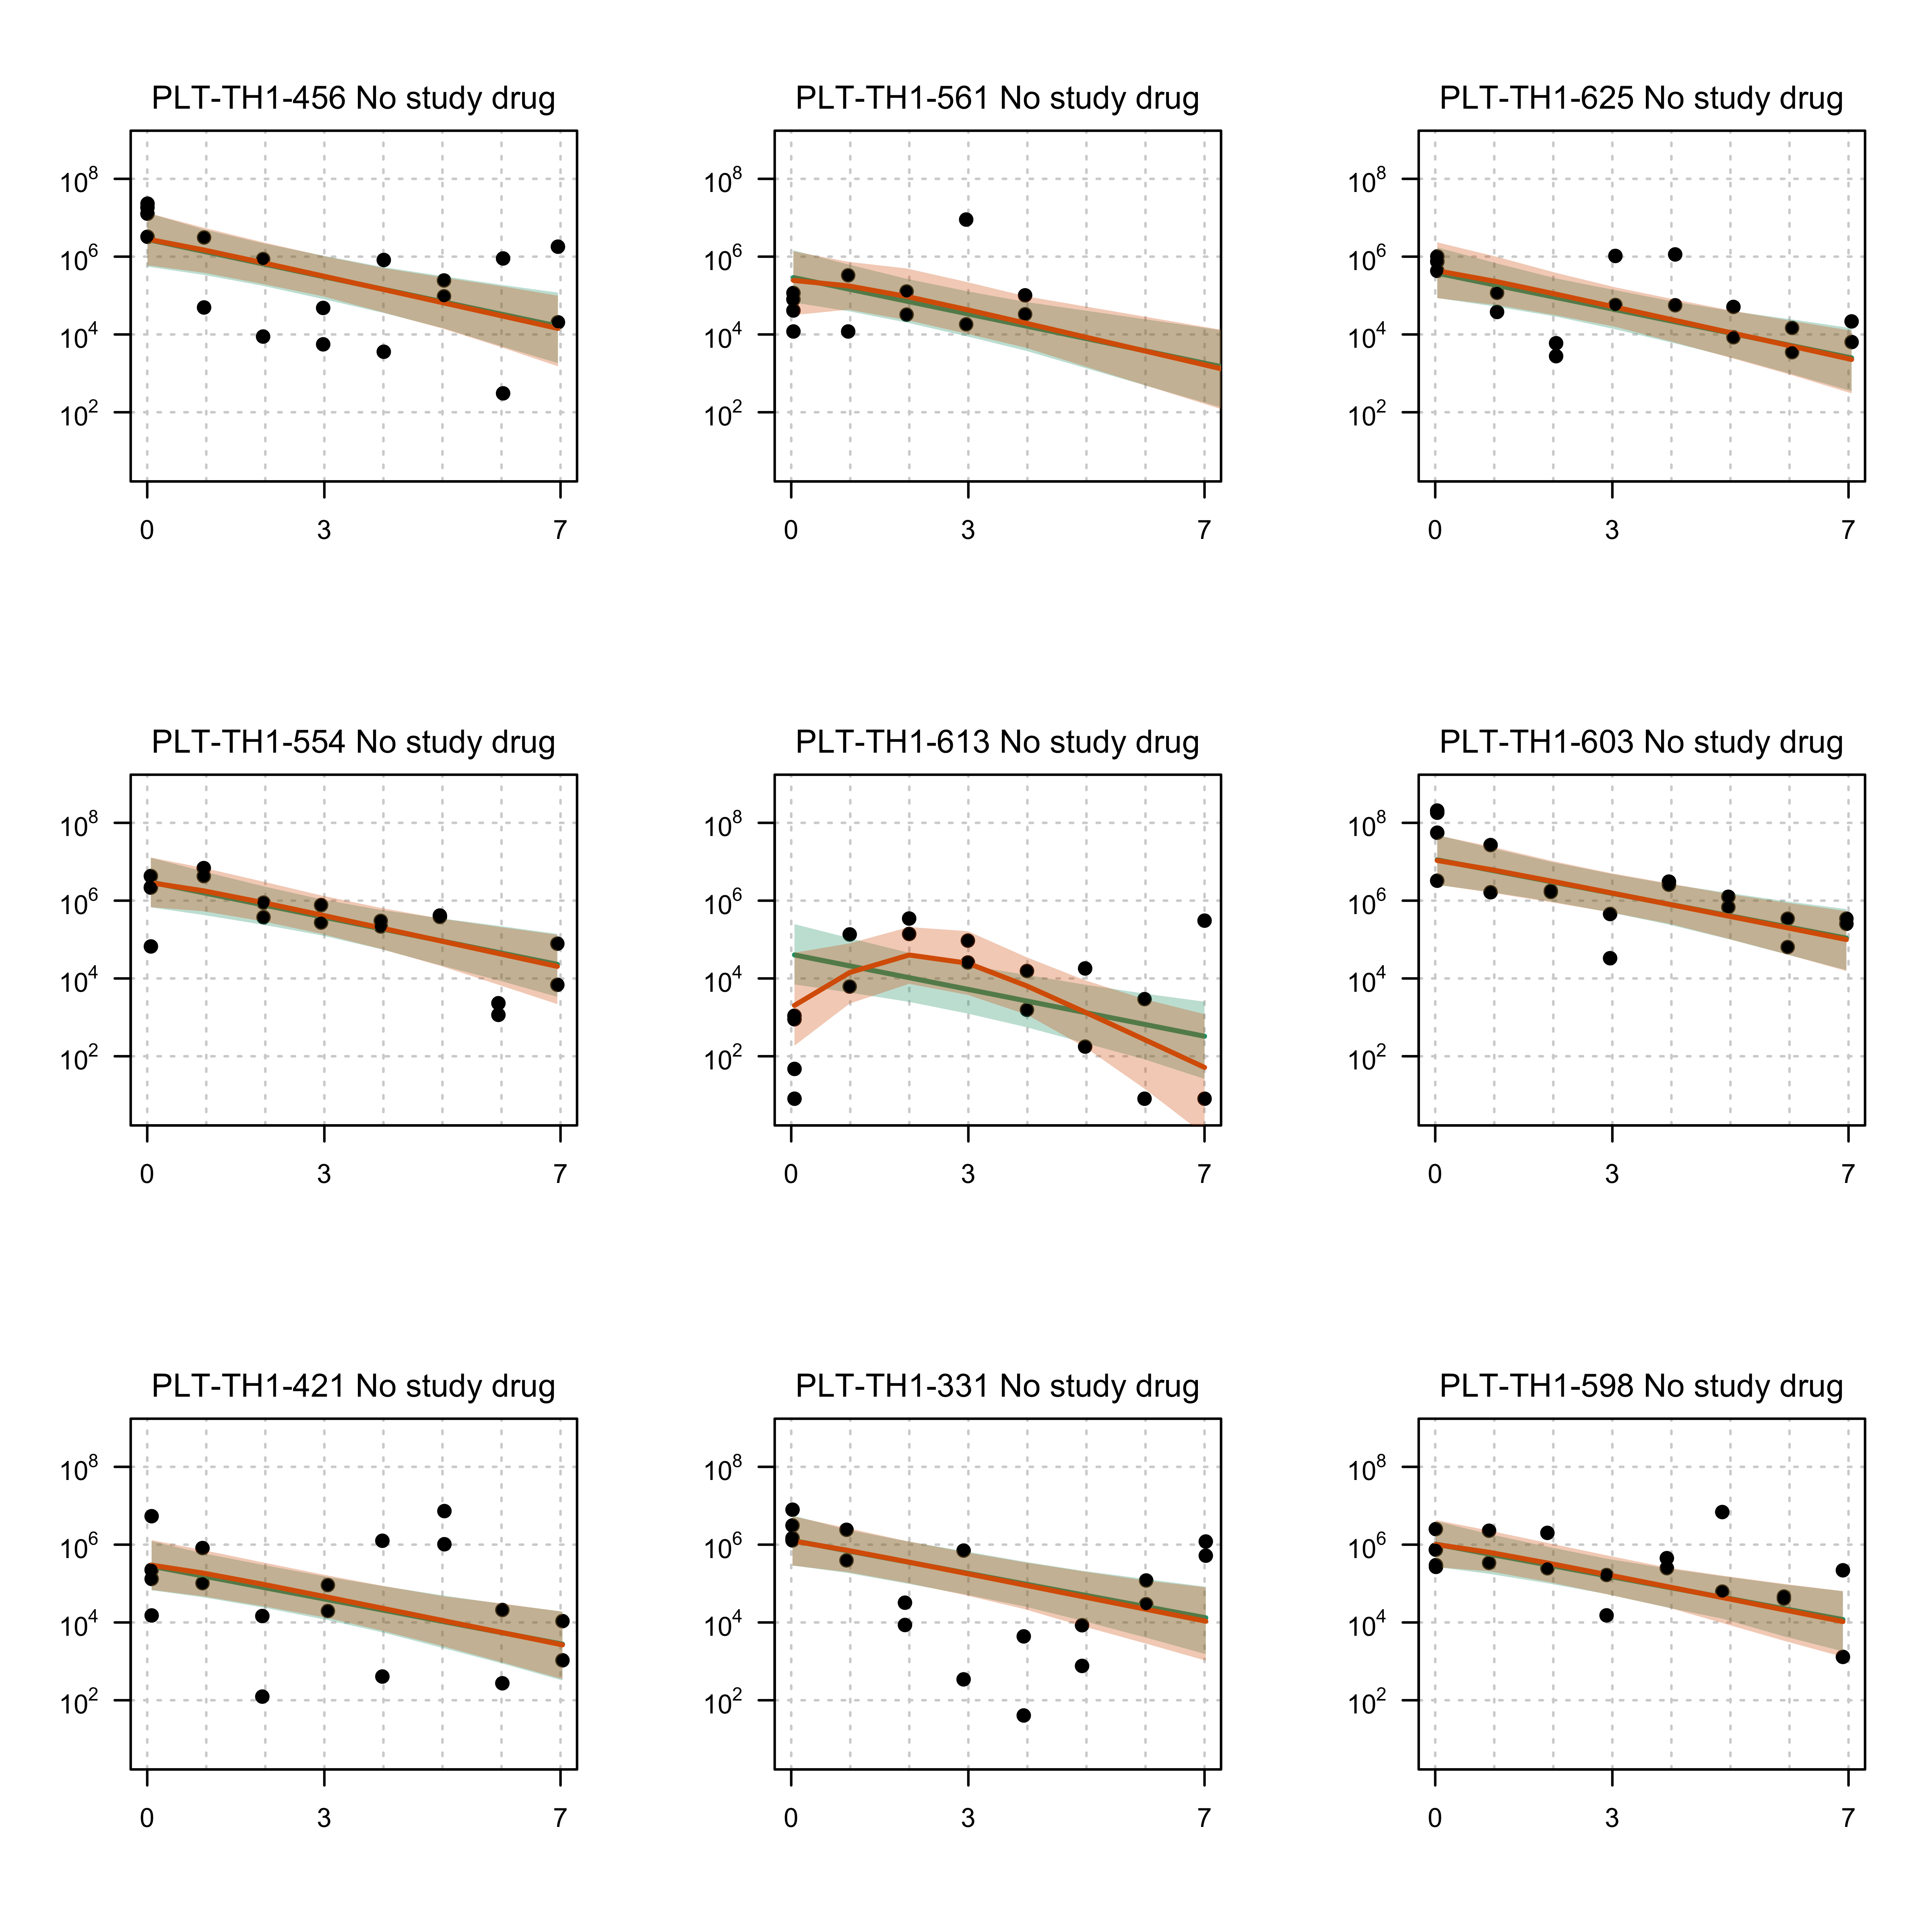 PLT-TH1-456 No study drug
PLT-TH1-561 No study drug
PLT-TH1-625 No study drug
10^8
10^6
10^4
10^2
0 3 7
10^8
10^6
10^4
10^2
0 3 7
10^8
10^6
10^4
10^2
0 3 7
PLT-TH1-554 No study drug
PLT-TH1-613 No study drug
PLT-TH1-603 No study drug
10^8
10^6
10^4
10^2
0 3 7
10^8
10^6
10^4
10^2
0 3 7
10^8
10^6
10^4
10^2
0 3 7
PLT-TH1-421 No study drug
PLT-TH1-331 No study drug
PLT-TH1-598 No study drug
10^8
10^6
10^4
10^2
0 3 7
10^8
10^6
10^4
10^2
0 3 7
10^8
10^6
10^4
10^2
0 3 7